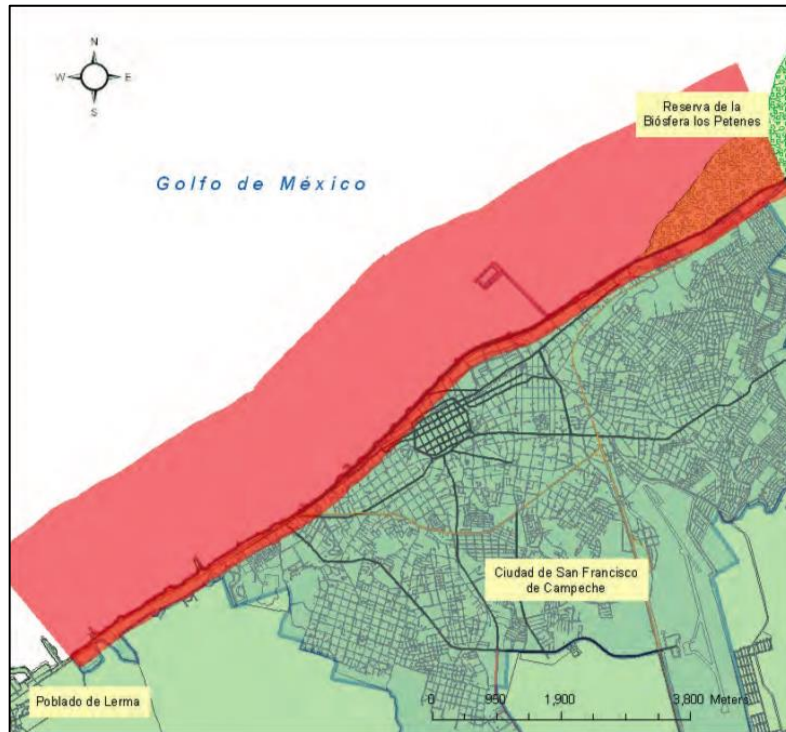 N
W E
S
Reserva de la
Biósfera los Petenes
Golfo de México
Ciudad de San Francisco
de Campeche
Poblado de Lerma
0 950 1,900 3,800 Meters